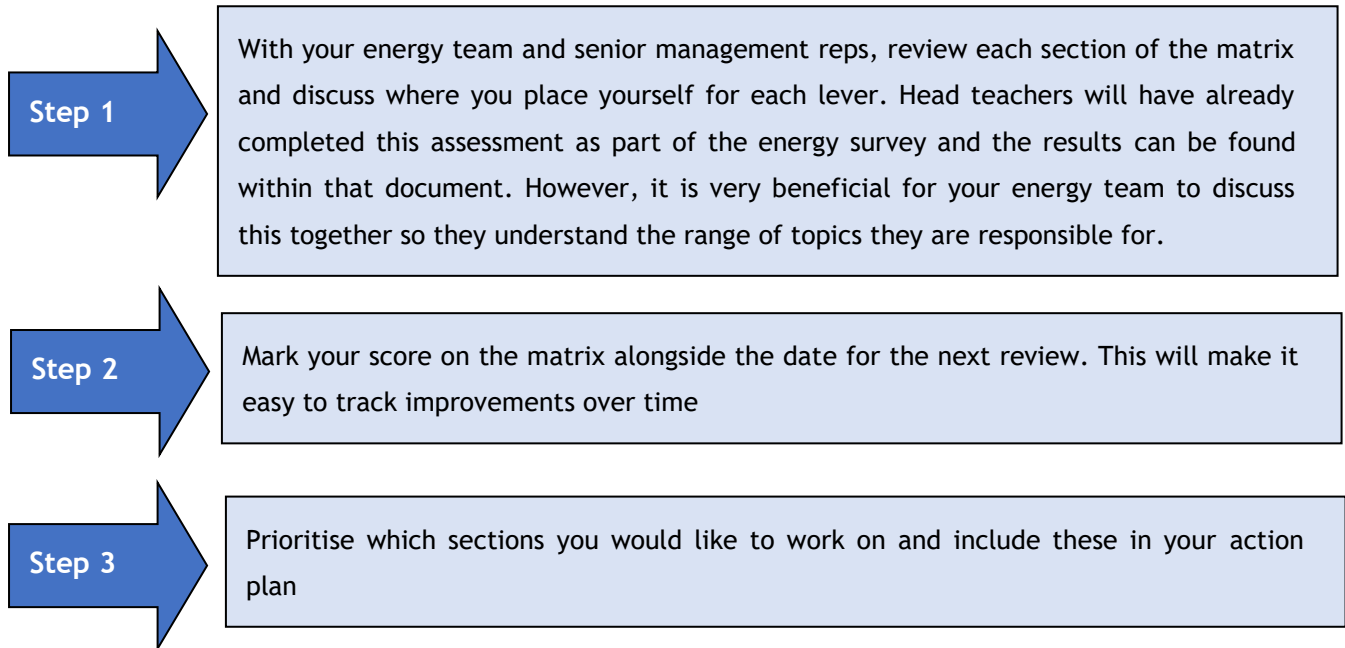 Step 1
With your energy team and senior management reps, review each section of the matrix
and discuss where you place yourself for each lever. Head teachers will have already
completed this assessment as part of the energy survey and the results can be found
within that document. However, it is very beneficial for your energy team to discuss
this together so they understand the range of topics they are responsible for.
Step 2
Mark your score on the matrix alongside the date for the next review. This will make it
easy to track improvements over time
Step 3
Prioritise which sections you would like to work on and include these in your action
plan